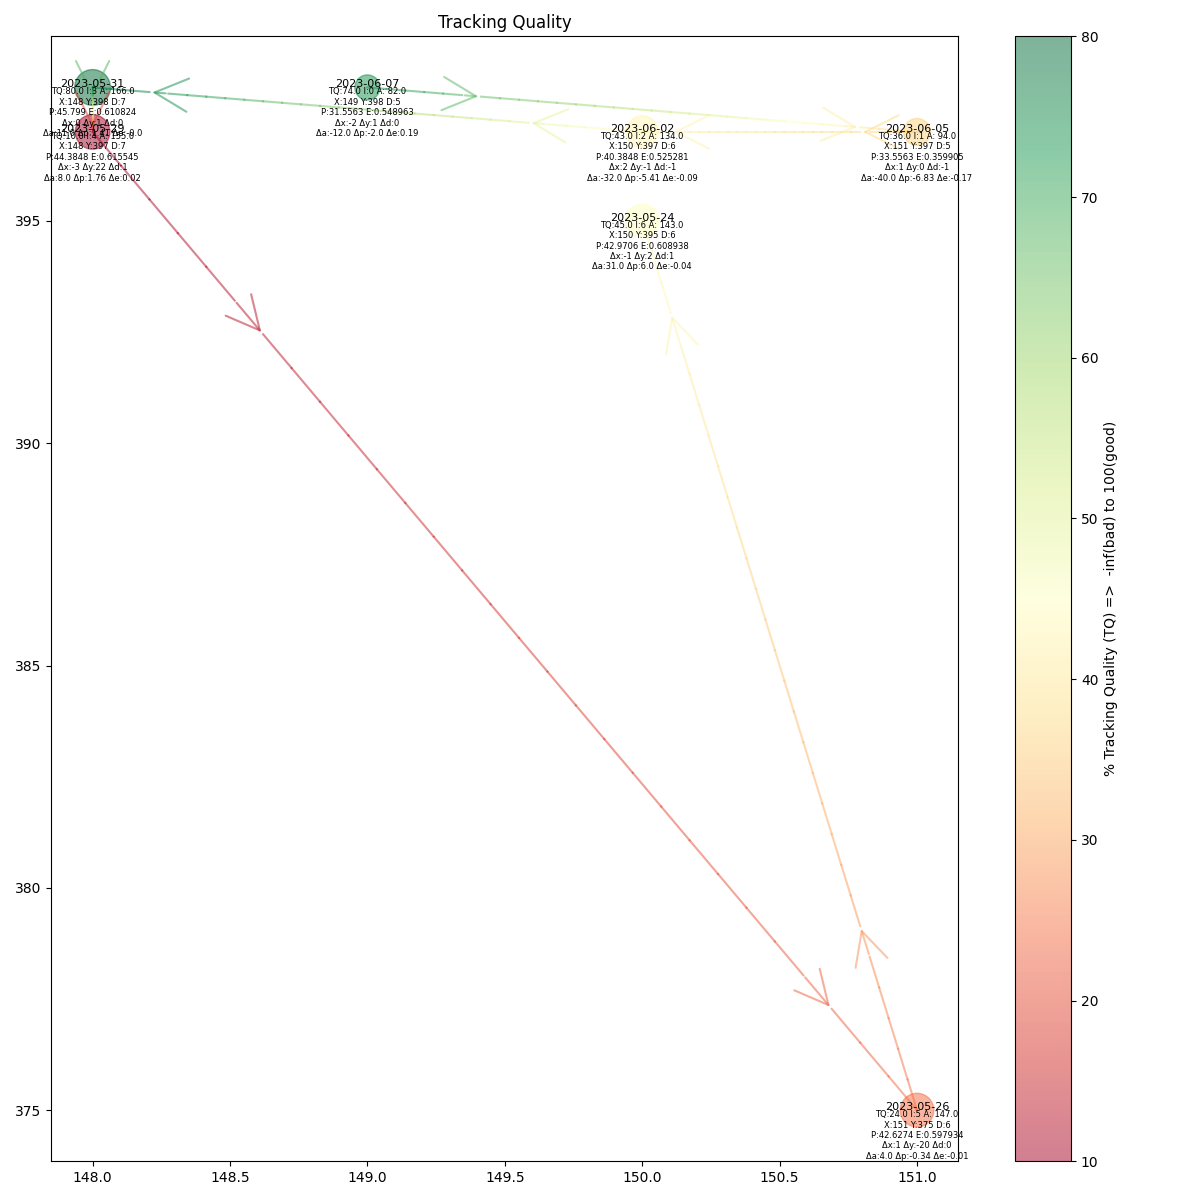 Tracking Quality
2023-05-31
TQ:80.0 I:3 A: 166.0
X:148 Y:398 D:7
P:45.799 E:0.610824
2023-05-29
X:148 Y:397 D:7
P:44.3848 E:0.615545
Δx:-3 Δy:22 Δd:1
Δa:8.0 Δp:1.76 Δe:0.02
2023-06-07
TQ:74.0 I:0 A: 82.0
X:149 Y:398 D:5
P:31.5563 E:0.548963
Δx:-2 Δy:1 Δd:0
Δa:-12.0 Δp:-2.0 Δe:0.19
2023-06-02
TQ:43.0 I:2 A: 134.0
X:150 Y:397 D:6
P:40.3848 E:0.525281
Δx:2 Δy:-1 Δd:-1
Δa:-32.0 Δp:-5.41 Δe:-0.09
2023-06-05
TQ:36.0 I:1 A: 94.0
X:151 Y:397 D:5
P:33.5563 E:0.359905
Δx:1 Δy:0 Δd:-1
Δa:-40.0 Δp:-6.83 Δe:-0.17
2023-05-24
TQ:45.0 I:6 A: 143.0
X:150 Y:395 D:6
P:42.9706 E:0.608938
Δx:-1 Δy:2 Δd:1
Δa:31.0 Δp:6.0 Δe:-0.04
2023-05-26
TQ:24.0 I:5 A: 147.0
X:151 Y:375 D:6
P:42.6274 E:0.597934
Δx:1 Δy:-20 Δd:0
Δa:4.0 Δp:-0.34 Δe:-0.01
395
390
385
380
375
148.0
148.5
149.0
149.5
150.0
150.5
151.0
80
70
60
50
40
30
20
10
% Tracking Quality (TQ) => -inf(bad) to 100(good)